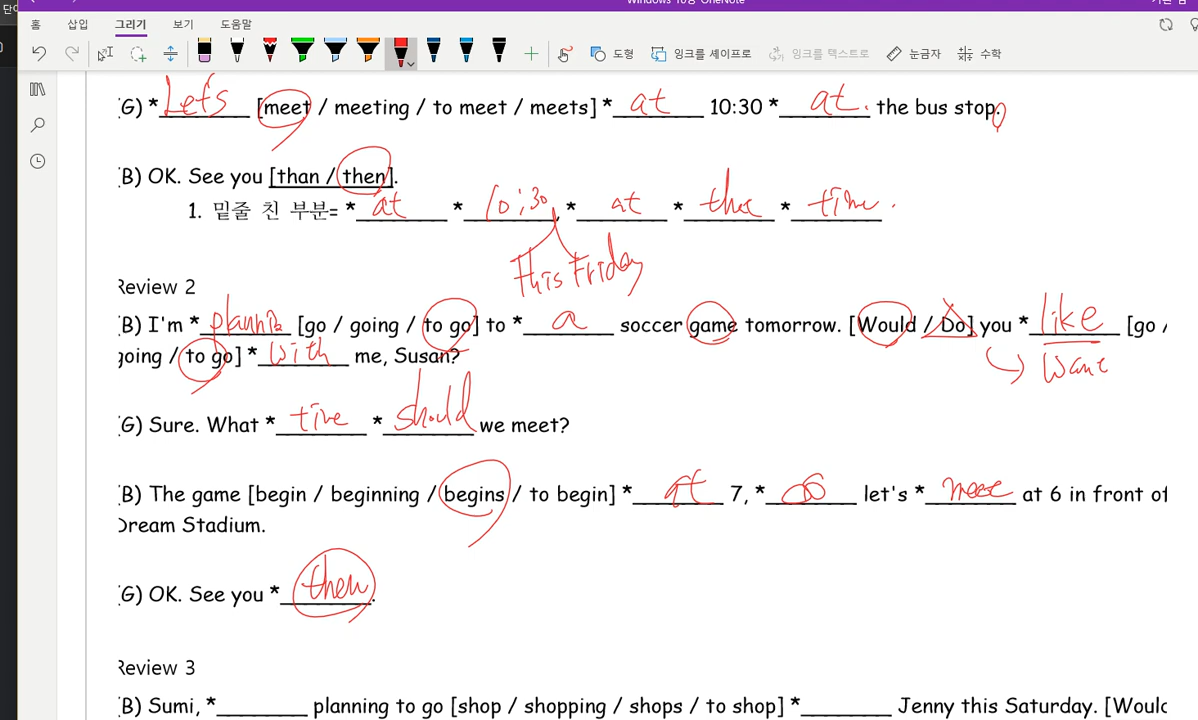 Windows 10용 OneNote
홈 삽입 그리기 보기 도움말
도형 잉크를 셰이프로 잉크를 텍스트로 눈금자 수학
G) *Let's [meet / meeting / to meet / meets] *at 10:30 *at. the bus stop.
B) OK. See you [than / then].
1. 밑줄 친 부분= *at *10:30, *at *that *time.
this Friday
Review 2
B) I'm *planning [go / going / to go] to *a soccer game tomorrow. [Would / Do] you *like [go /
going / to go] *with me, Susan?
want
G) Sure. What *time *should we meet?
B) The game [begin / beginning / begins / to begin] *at 7, *so let's *meet at 6 in front of
Dream Stadium.
G) OK. See you *then.
Review 3
B) Sumi, *________ planning to go [shop / shopping / shops / to shop] *________ Jenny this Saturday. [Would